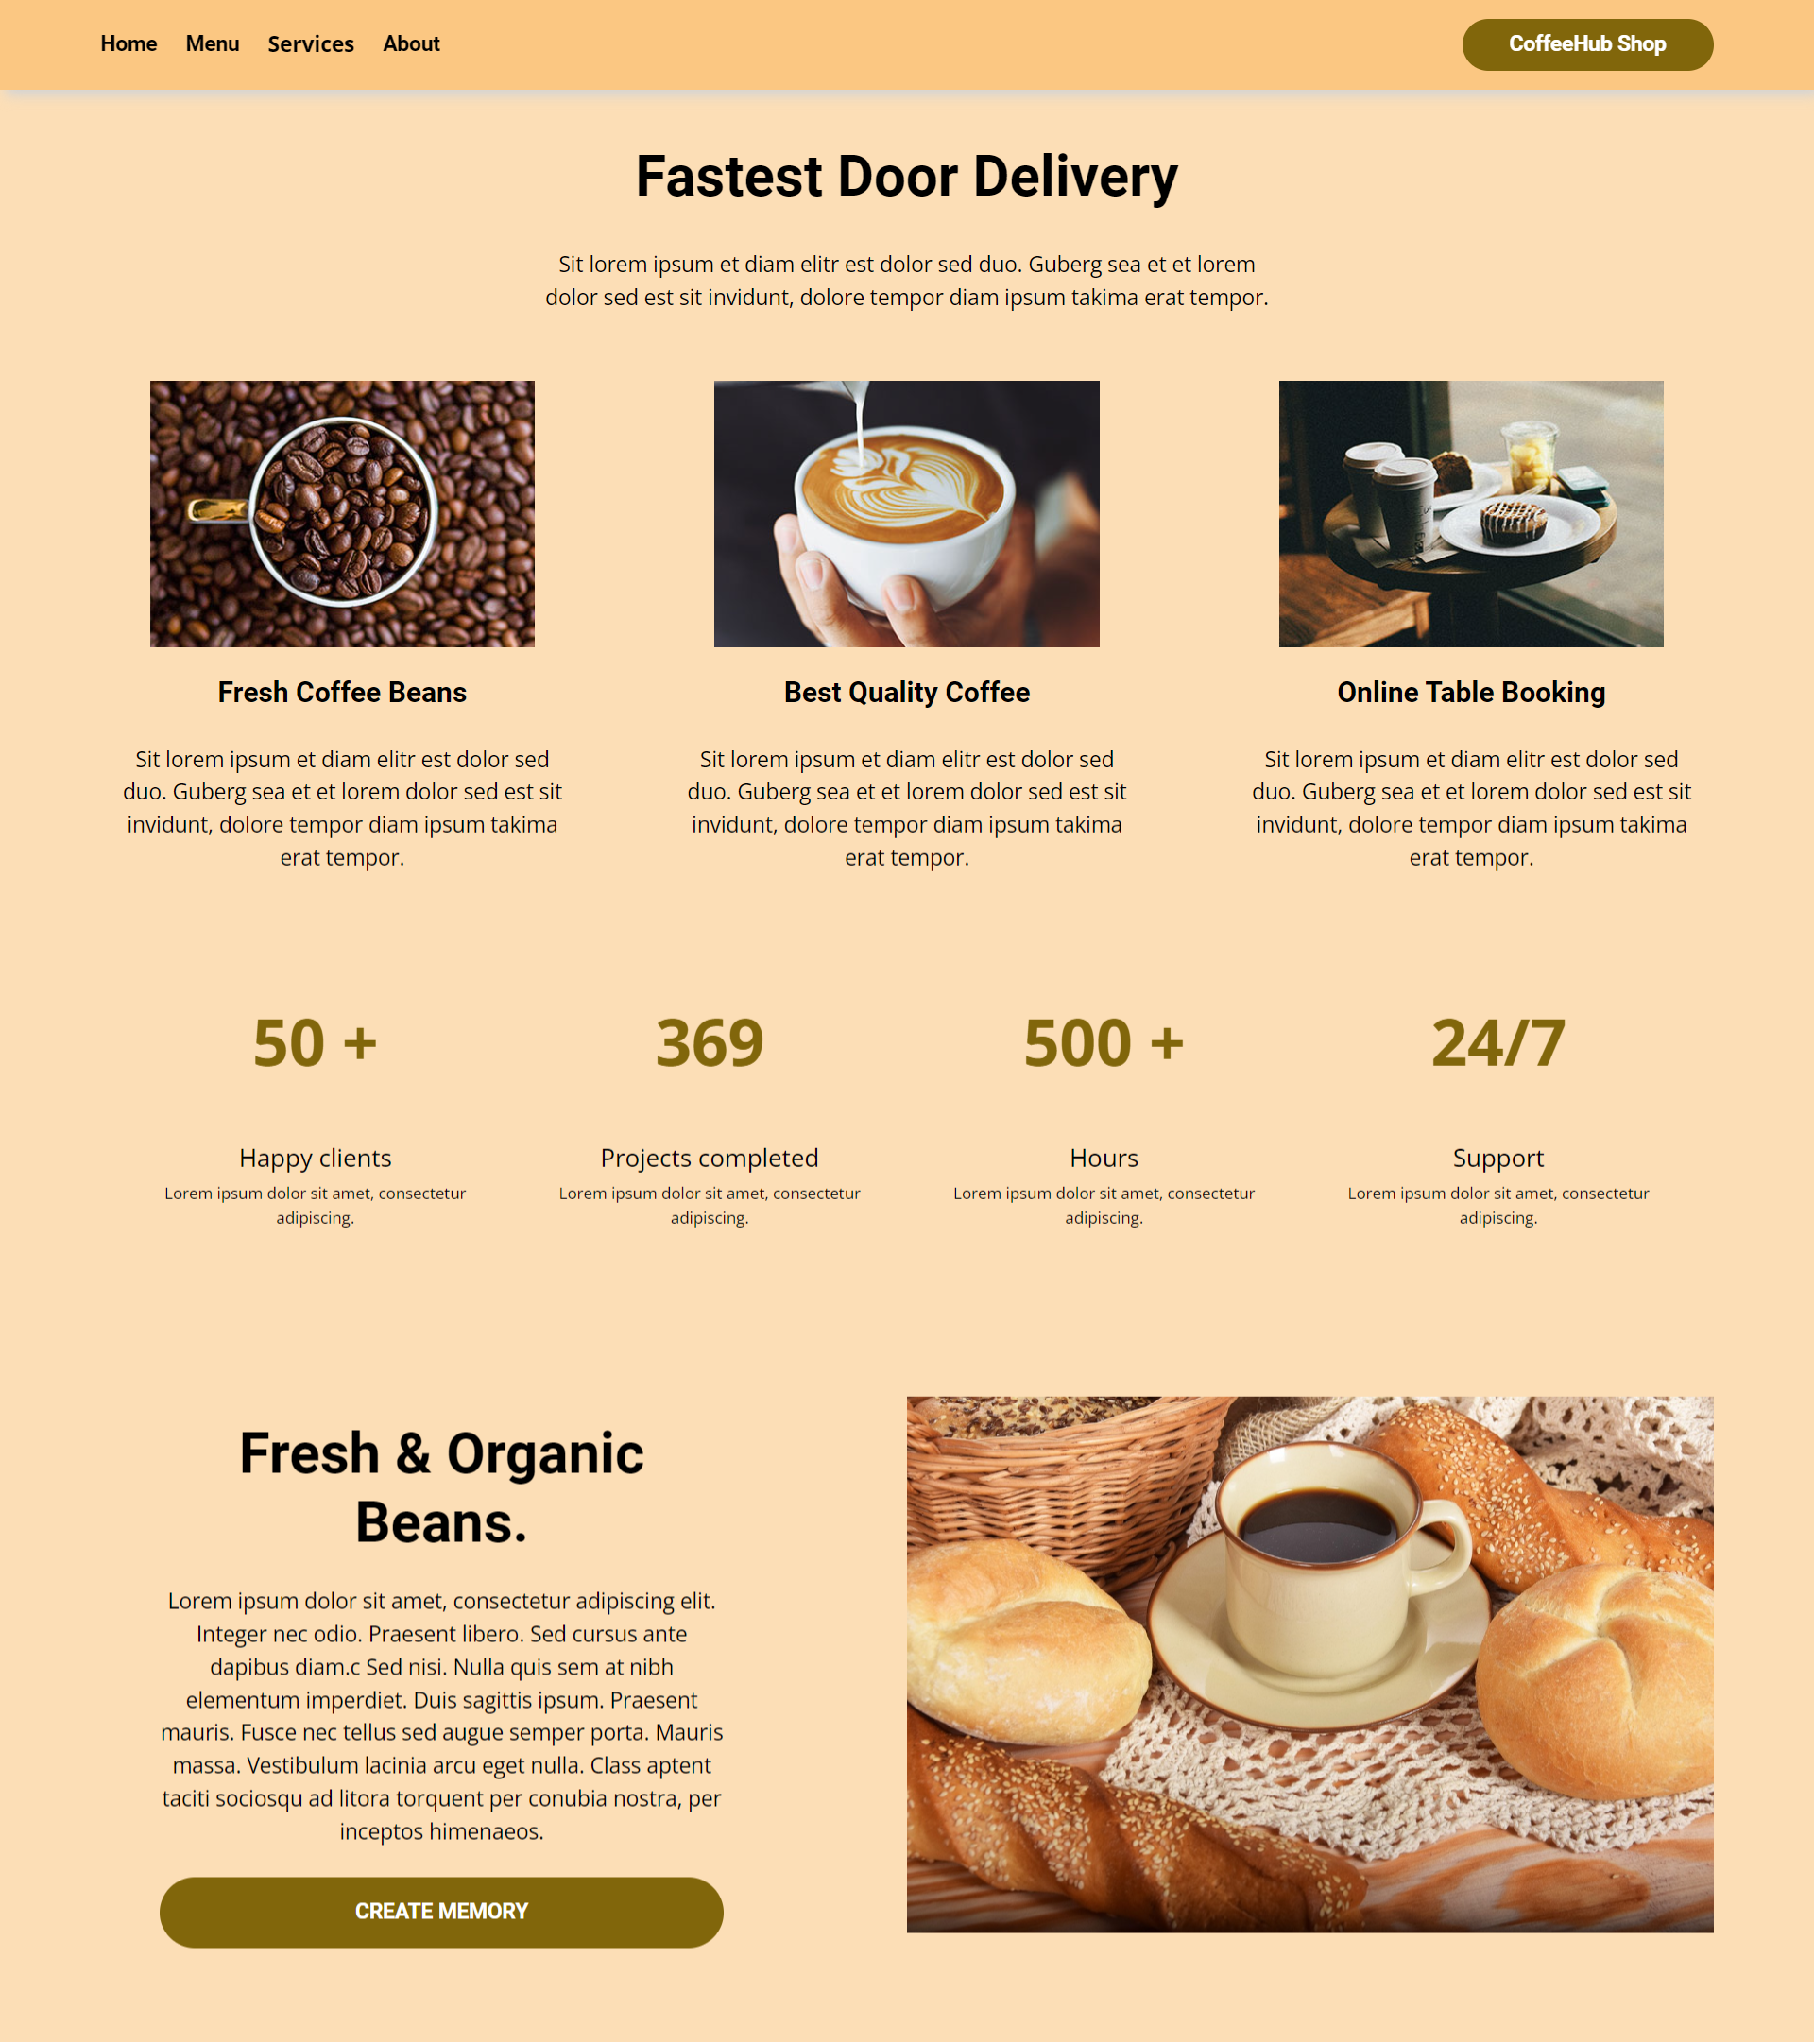 Home Menu Services About CoffeeHub Shop
Fastest Door Delivery
Sit lorem ipsum et diam elitr est dolor sed duo. Guberg sea et et lorem
dolor sed est sit invidunt, dolore tempor diam ipsum takima erat tempor.
Fresh Coffee Beans
Sit lorem ipsum et diam elitr est dolor sed
duo. Guberg sea et et lorem dolor sed est sit
invidunt, dolore tempor diam ipsum takima
erat tempor.
Best Quality Coffee
Sit lorem ipsum et diam elitr est dolor sed
duo. Guberg sea et et lorem dolor sed est sit
invidunt, dolore tempor diam ipsum takima
erat tempor.
Online Table Booking
Sit lorem ipsum et diam elitr est dolor sed
duo. Guberg sea et et lorem dolor sed est sit
invidunt, dolore tempor diam ipsum takima
erat tempor.
50 +
Happy clients
Lorem ipsum dolor sit amet, consectetur
adipiscing.
369
Projects completed
Lorem ipsum dolor sit amet, consectetur
adipiscing.
500 +
Hours
Lorem ipsum dolor sit amet, consectetur
adipiscing.
24/7
Support
Lorem ipsum dolor sit amet, consectetur
adipiscing.
Fresh & Organic
Beans.
Lorem ipsum dolor sit amet, consectetur adipiscing elit.
Integer nec odio. Praesent libero. Sed cursus ante
dapibus diam.c Sed nisi. Nulla quis sem at nibh
elementum imperdiet. Duis sagittis ipsum. Praesent
mauris. Fusce nec tellus sed augue semper porta. Mauris
massa. Vestibulum lacinia arcu eget nulla. Class aptent
taciti sociosqu ad litora torquent per conubia nostra, per
inceptos himenaeos.
CREATE MEMORY